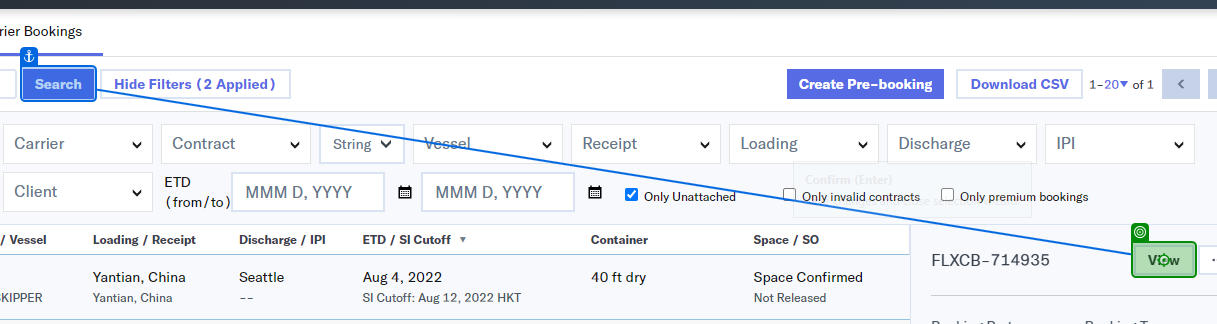 rier Bookings
Search
Hide Filters (2 Applied)
Create Pre-booking
Download CSV
1-20▾ of 1
Carrier
Contract
String
Vessel
Receipt
Loading
Discharge
IPI
Client
ETD
(from/to)
MMM D, YYYY
MMM D, YYYY
Only Unattached
Confirm (Enter)
Only invalid contracts
Only premium bookings
/ Vessel
Loading / Receipt
Discharge / IPI
ETD / SI Cutoff ▾
Container
Space / SO
FLXCB-714935
View
Yantian, China
Seattle
Aug 4, 2022
40 ft dry
Space Confirmed
KIPPER
Yantian, China
--
SI Cutoff: Aug 12, 2022 HKT
Not Released